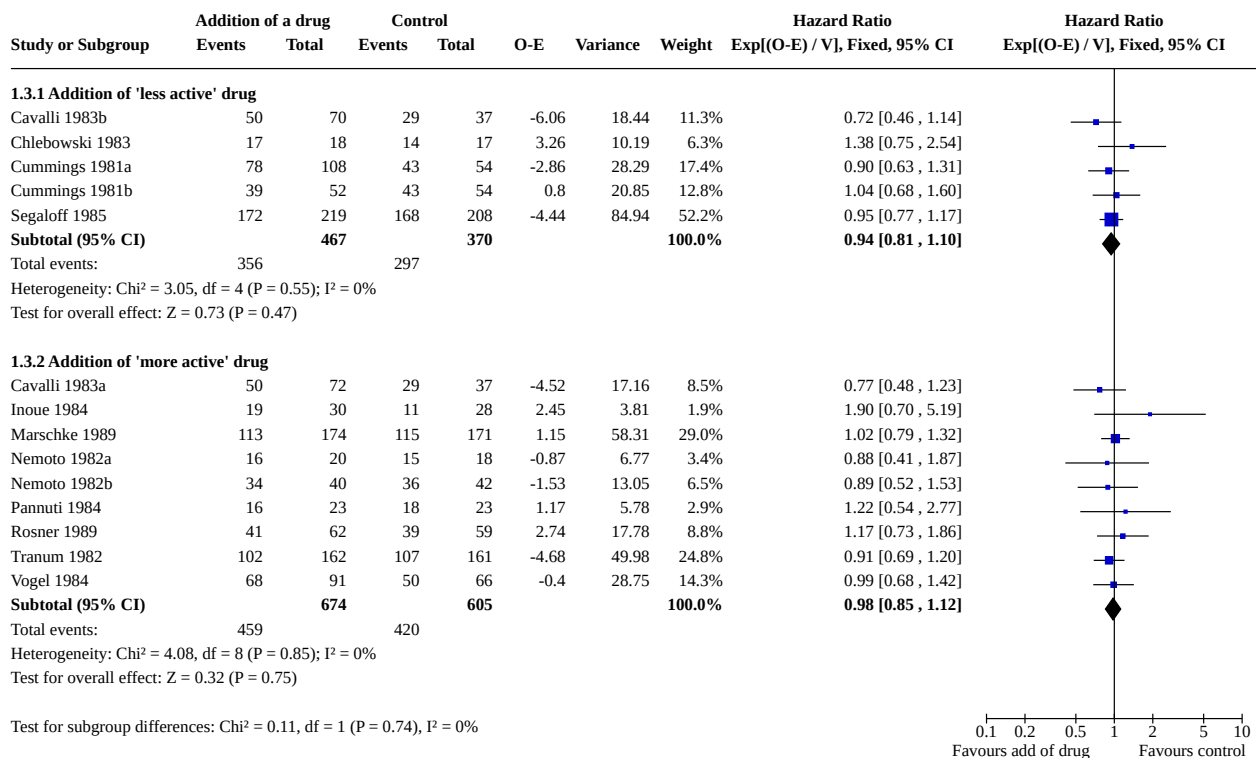 Addition of a drug Control Hazard Ratio Hazard Ratio
Study or Subgroup Events Total Events Total O-E Variance Weight Exp[(O-E) / V], Fixed, 95% CI Exp[(O-E) / V], Fixed, 95% CI
1.3.1 Addition of 'less active' drug
Cavalli 1983b 50 70 29 37 -6.06 18.44 11.3% 0.72 [0.46 , 1.14]
Chlebowski 1983 17 18 14 17 3.26 10.19 6.3% 1.38 [0.75 , 2.54]
Cummings 1981a 78 108 43 54 -2.86 28.29 17.4% 0.90 [0.63 , 1.31]
Cummings 1981b 39 52 43 54 0.8 20.85 12.8% 1.04 [0.68 , 1.60]
Segaloff 1985 172 219 168 208 -4.44 84.94 52.2% 0.95 [0.77 , 1.17]
Subtotal (95% CI) 467 370 100.0% 0.94 [0.81 , 1.10]
Total events: 356 297
Heterogeneity: Chi² = 3.05, df = 4 (P = 0.55); I² = 0%
Test for overall effect: Z = 0.73 (P = 0.47)
1.3.2 Addition of 'more active' drug
Cavalli 1983a 50 72 29 37 -4.52 17.16 8.5% 0.77 [0.48 , 1.23]
Inoue 1984 19 30 11 28 2.45 3.81 1.9% 1.90 [0.70 , 5.19]
Marschke 1989 113 174 115 171 1.15 58.31 29.0% 1.02 [0.79 , 1.32]
Nemoto 1982a 16 20 15 18 -0.87 6.77 3.4% 0.88 [0.41 , 1.87]
Nemoto 1982b 34 40 36 42 -1.53 13.05 6.5% 0.89 [0.52 , 1.53]
Pannuti 1984 16 23 18 23 1.17 5.78 2.9% 1.22 [0.54 , 2.77]
Rosner 1989 41 62 39 59 2.74 17.78 8.8% 1.17 [0.73 , 1.86]
Tranum 1982 102 162 107 161 -4.68 49.98 24.8% 0.91 [0.69 , 1.20]
Vogel 1984 68 91 50 66 -0.4 28.75 14.3% 0.99 [0.68 , 1.42]
Subtotal (95% CI) 674 605 100.0% 0.98 [0.85 , 1.12]
Total events: 459 420
Heterogeneity: Chi² = 4.08, df = 8 (P = 0.85); I² = 0%
Test for overall effect: Z = 0.32 (P = 0.75)
Test for subgroup differences: Chi² = 0.11, df = 1 (P = 0.74), I² = 0%
0.1 0.2 0.5 1 2 5 10
Favours add of drug Favours control